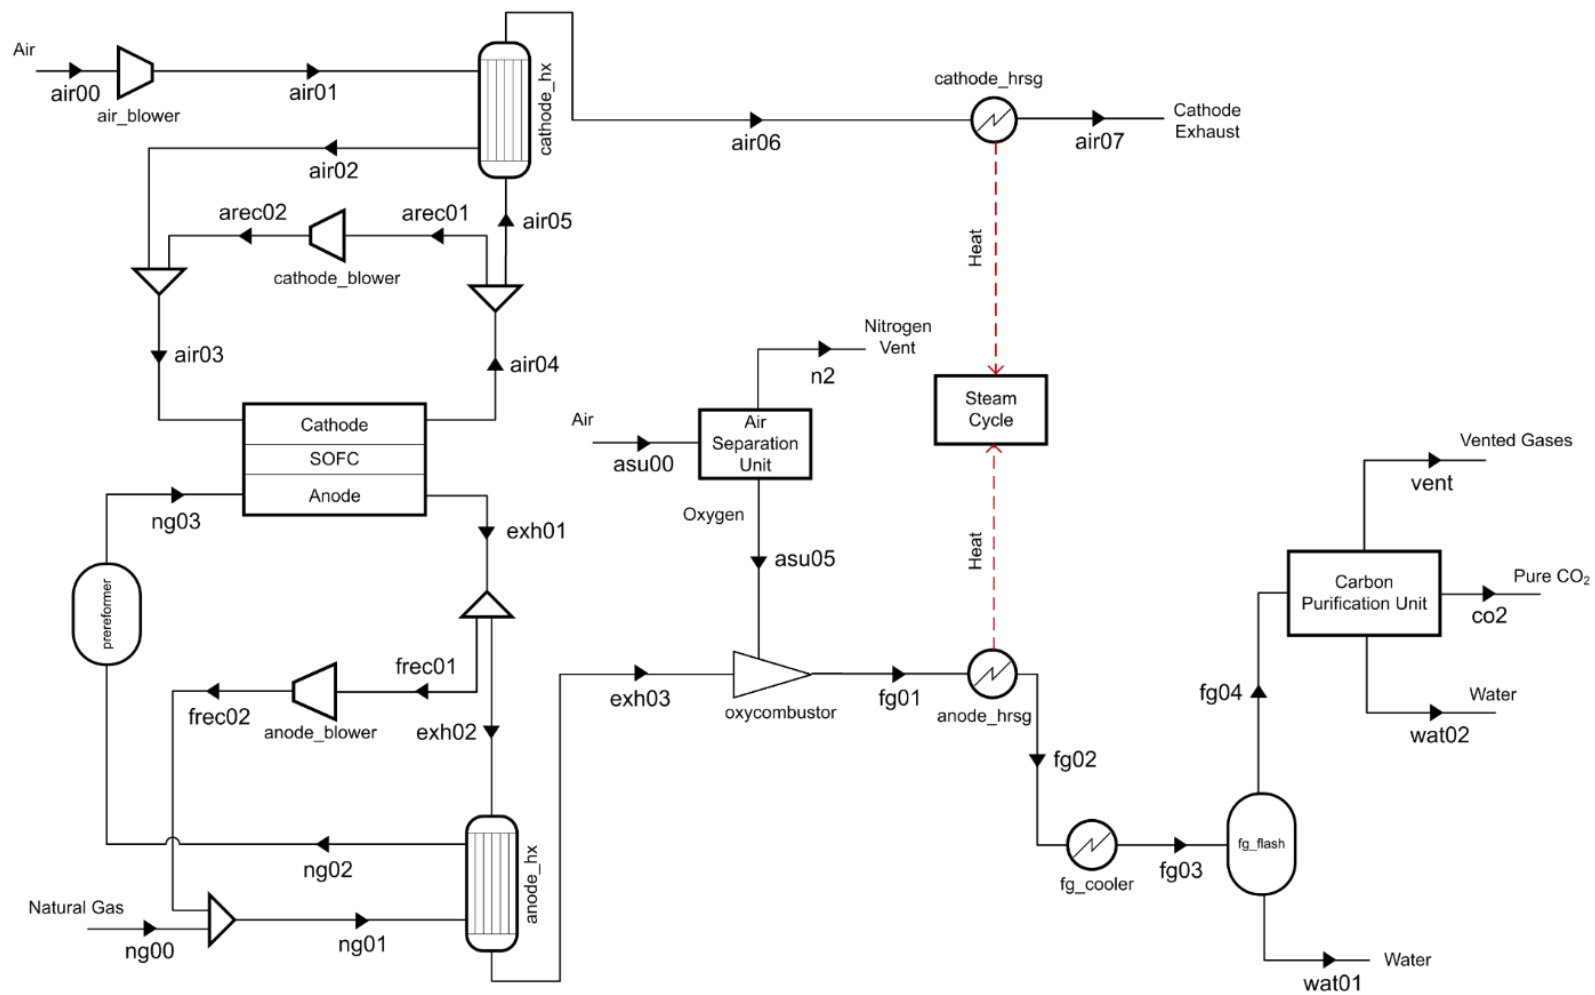 Air
air00
air_blower
air01
cathode_hx
air02
arec02
arec01
air05
cathode_blower
air03
air04
air06
cathode_hrsg
air07
Cathode
Exhaust
Heat
Nitrogen
Vent
n2
Air
asu00
Air
Separation
Unit
Oxygen
asu05
Steam
Cycle
Heat
Cathode
SOFC
Anode
ng03
exh01
prereformer
frec01
frec02
anode_blower
exh02
exh03
oxycombustor
fg01
anode_hrsg
fg02
fg_cooler
fg03
fg_flash
fg04
Vented Gases
vent
Carbon
Purification Unit
Pure CO₂
co2
Water
wat02
Water
wat01
ng02
anode_hx
Natural Gas
ng00
ng01